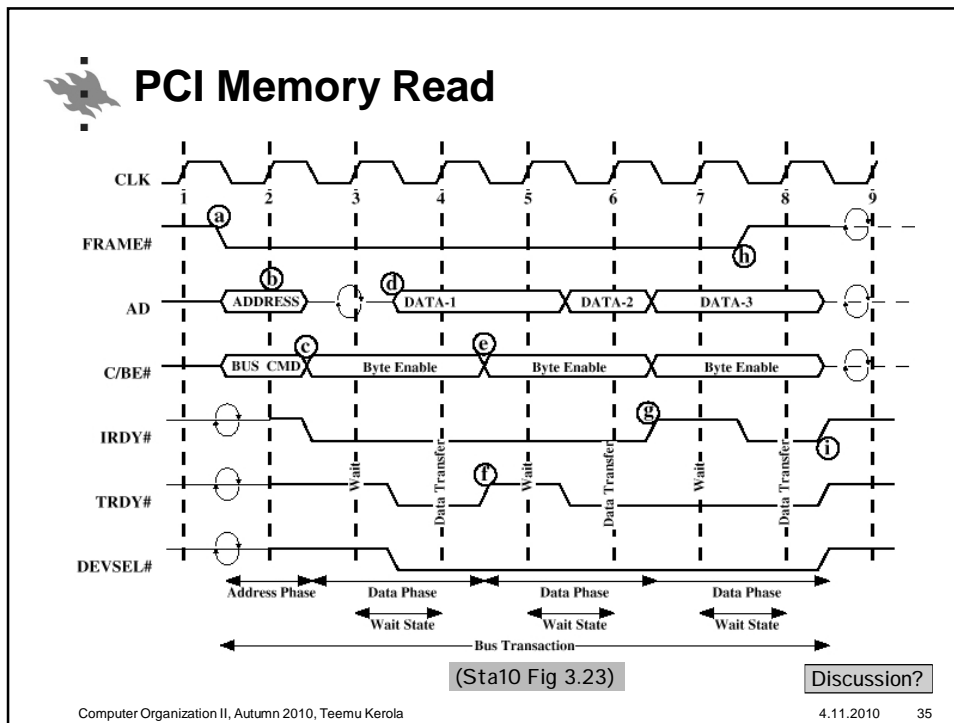 PCI Memory Read
CLK
1 2 3 4 5 6 7 8 9
a
FRAME#
h
b
d
AD ADDRESS DATA-1 DATA-2 DATA-3
c e
C/BE# BUS CMD Byte Enable Byte Enable Byte Enable
g
IRDY# i
Wait Data Transfer Wait Data Transfer Wait Data Transfer
f
TRDY#
DEVSEL#
Address Phase Data Phase Data Phase Data Phase
Wait State Wait State Wait State
Bus Transaction
(Sta10 Fig 3.23) Discussion?
Computer Organization II, Autumn 2010, Teemu Kerola 4.11.2010 35